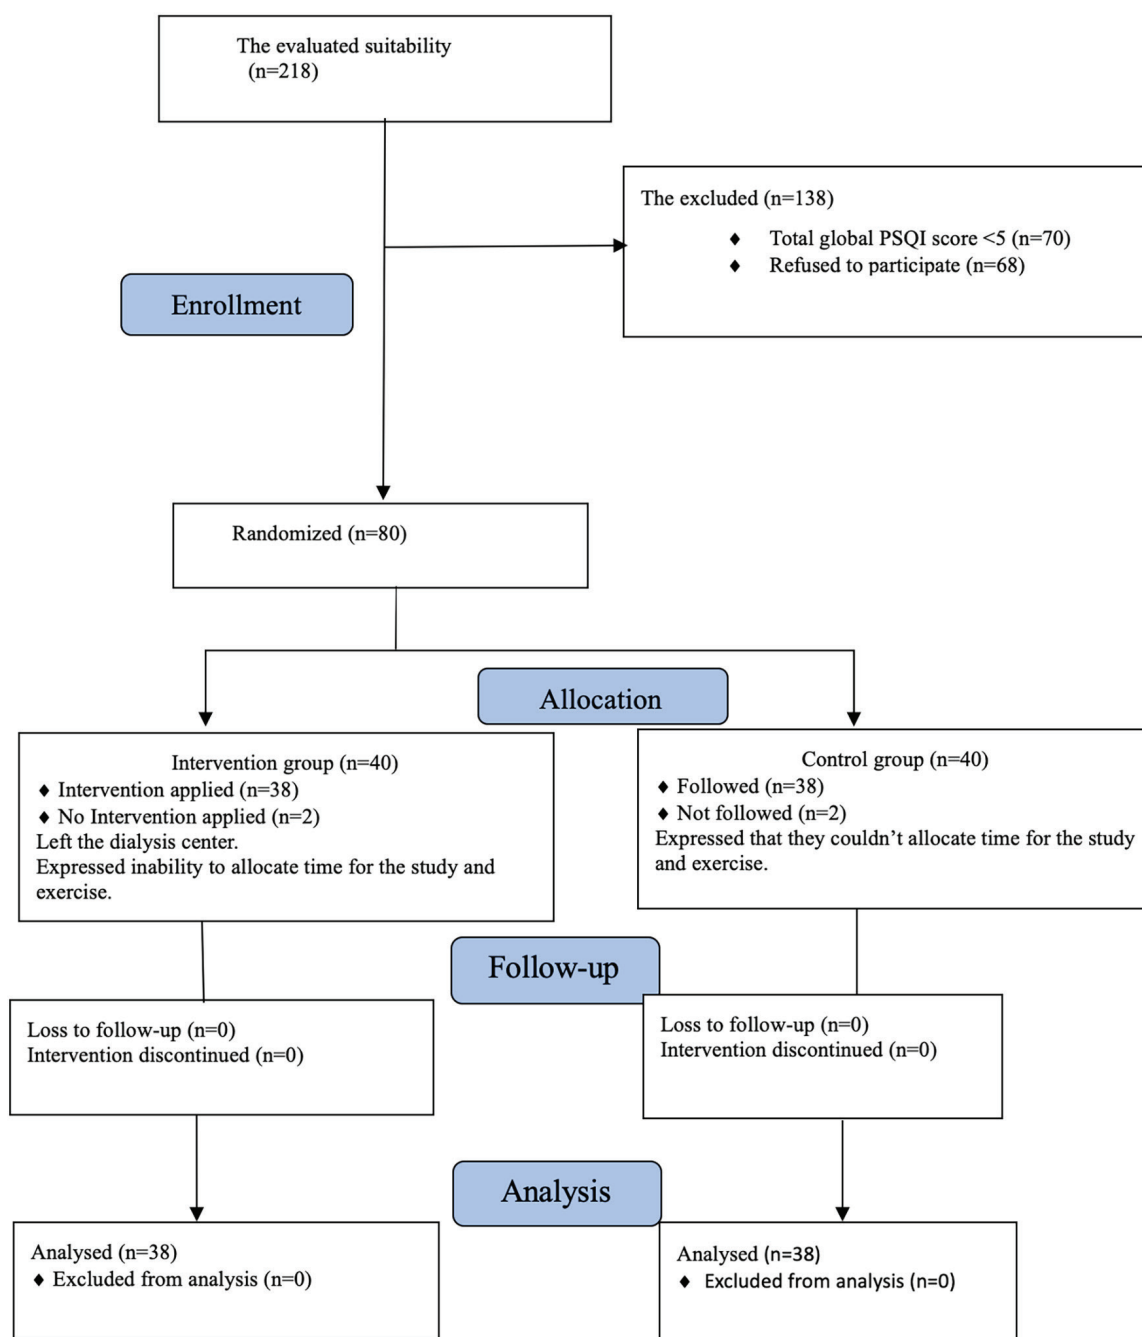 The evaluated suitability
(n=218)
The excluded (n=138)
♦ Total global PSQI score <5 (n=70)
♦ Refused to participate (n=68)
Enrollment
Randomized (n=80)
Allocation
Intervention group (n=40)
♦ Intervention applied (n=38)
♦ No Intervention applied (n=2)
Left the dialysis center.
Expressed inability to allocate time for the study and
exercise.
Control group (n=40)
♦ Followed (n=38)
♦ Not followed (n=2)
Expressed that they couldn’t allocate time for the study
and exercise.
Follow-up
Loss to follow-up (n=0)
Intervention discontinued (n=0)
Loss to follow-up (n=0)
Intervention discontinued (n=0)
Analysis
Analysed (n=38)
♦ Excluded from analysis (n=0)
Analysed (n=38)
♦ Excluded from analysis (n=0)